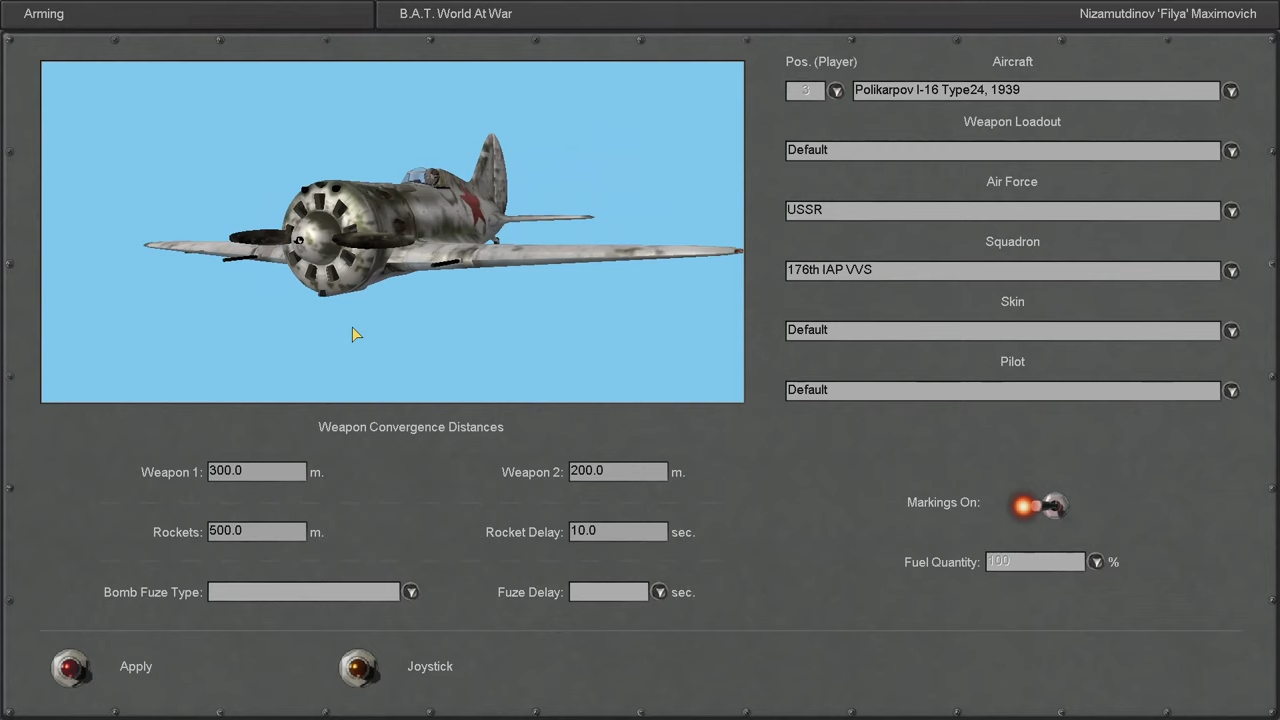 Arming
B.A.T. World At War
Nizamutdinov 'Filya' Maximovich
Pos. (Player)
Aircraft
3
Polikarpov I-16 Type24, 1939
Weapon Loadout
Default
Air Force
USSR
Squadron
176th IAP VVS
Skin
Default
Pilot
Default
Weapon Convergence Distances
Weapon 1: 300.0 m.
Weapon 2: 200.0 m.
Rockets: 500.0 m.
Rocket Delay: 10.0 sec.
Bomb Fuze Type:
Fuze Delay: sec.
Markings On:
Fuel Quantity: 100 %
Apply
Joystick